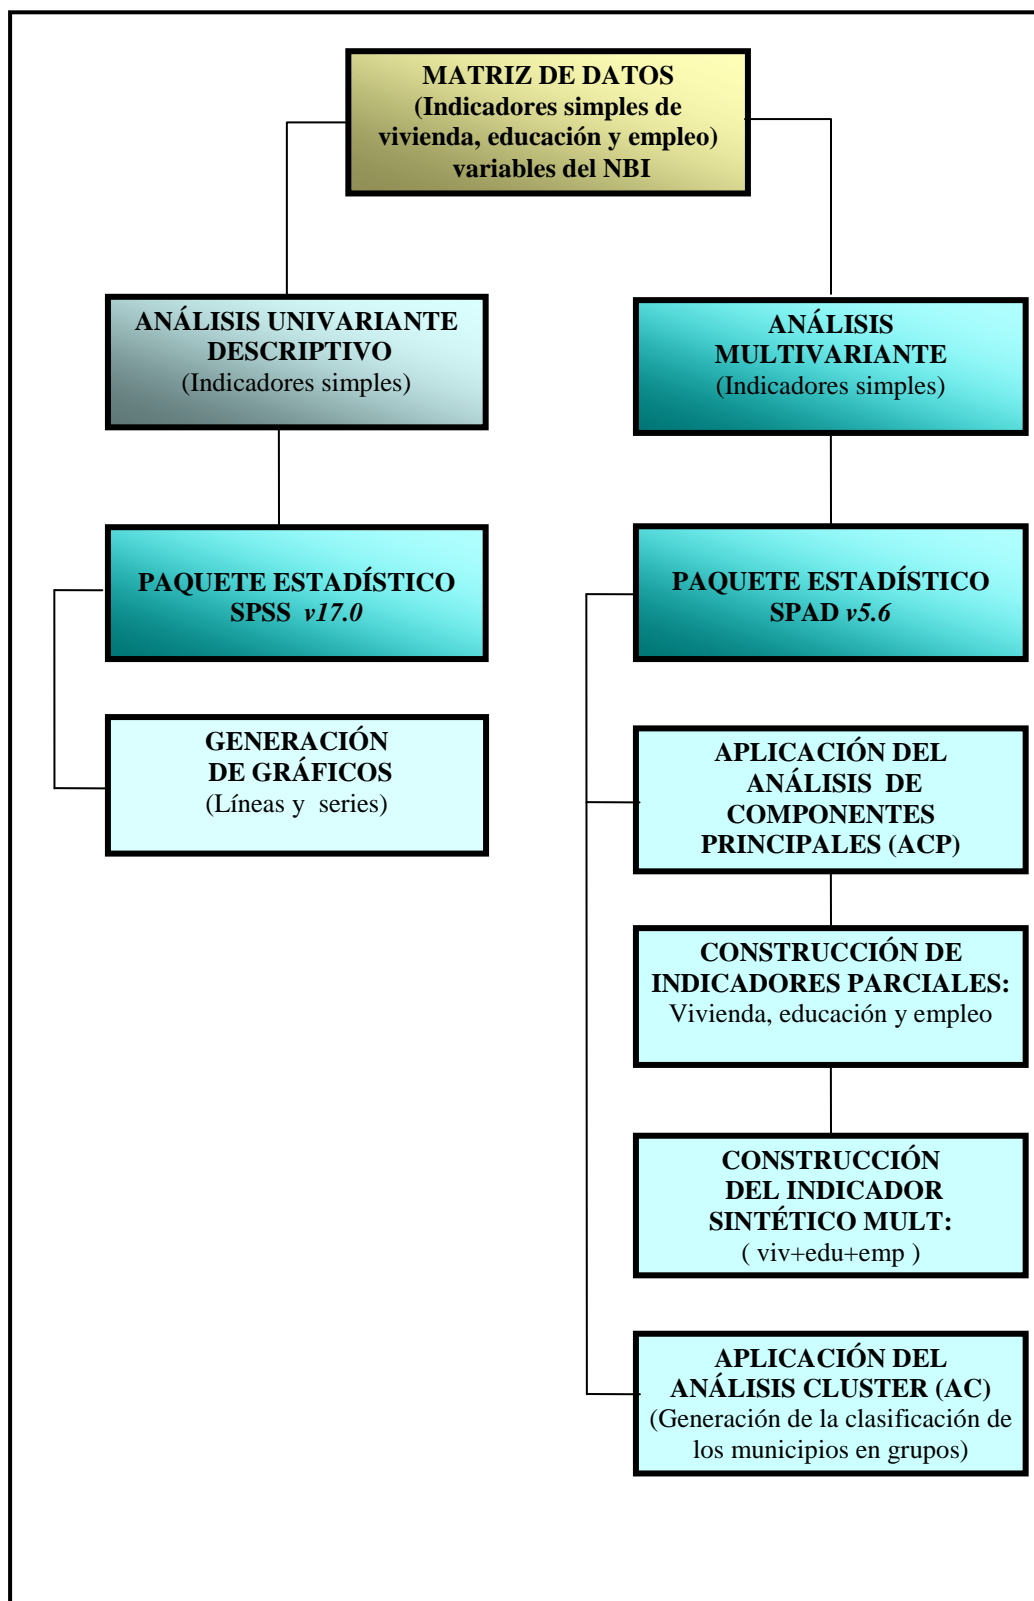 MATRIZ DE DATOS
(Indicadores simples de
vivienda, educación y empleo)
variables del NBI
ANÁLISIS UNIVARIANTE
DESCRIPTIVO
(Indicadores simples)
ANÁLISIS
MULTIVARIANTE
(Indicadores simples)
PAQUETE ESTADÍSTICO
SPSS v17.0
PAQUETE ESTADÍSTICO
SPAD v5.6
GENERACIÓN
DE GRÁFICOS
(Líneas y series)
APLICACIÓN DEL
ANÁLISIS DE
COMPONENTES
PRINCIPALES (ACP)
CONSTRUCCIÓN DE
INDICADORES PARCIALES:
Vivienda, educación y empleo
CONSTRUCCIÓN
DEL INDICADOR
SINTÉTICO MULT:
( viv+edu+emp )
APLICACIÓN DEL
ANÁLISIS CLUSTER (AC)
(Generación de la clasificación de
los municipios en grupos)